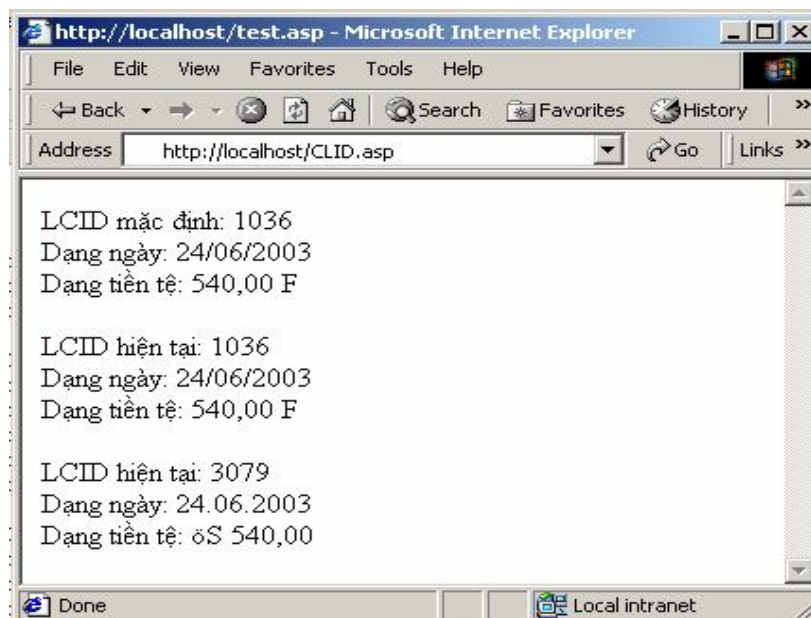 http://localhost/test.asp - Microsoft Internet Explorer
File Edit View Favorites Tools Help
Back Search Favorites History »
Address http://localhost/CLID.asp Go Links »
LCID mặc định: 1036
Dạng ngày: 24/06/2003
Dạng tiền tệ: 540,00 F
LCID hiện tại: 1036
Dạng ngày: 24/06/2003
Dạng tiền tệ: 540,00 F
LCID hiện tại: 3079
Dạng ngày: 24.06.2003
Dạng tiền tệ: öS 540,00
Done Local intranet